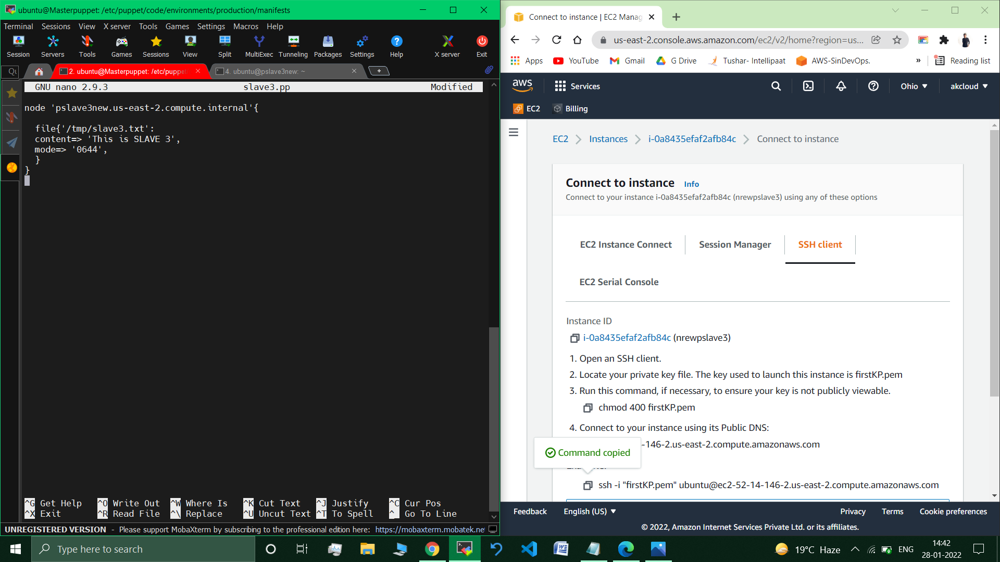 ubuntu@Masterpuppet: /etc/puppet/code/environments/production/manifests
Terminal Sessions View X server Tools Games Settings Macros Help
Session Servers Tools Games Sessions View Split MultiExec Tunneling Packages Settings Help X server Exit
2. ubuntu@Masterpuppet: /etc/puppet
4. ubuntu@pslave3new: ~
GNU nano 2.9.3 slave3.pp Modified
node 'pslave3new.us-east-2.compute.internal'{
file{'/tmp/slave3.txt':
content=> 'This is SLAVE 3',
mode=> '0644',
}
}
^G Get Help ^O Write Out ^W Where Is ^K Cut Text ^J Justify ^C Cur Pos
^X Exit ^R Read File ^\ Replace ^U Uncut Text ^T To Spell ^_ Go To Line
UNREGISTERED VERSION - Please support MobaXterm by subscribing to the professional edition here: https://mobaxterm.mobatek.net
Connect to instance | EC2 Manag
us-east-2.console.aws.amazon.com/ec2/v2/home?region=us...
Apps YouTube Gmail G Drive Tushar- Intellipaat AWS-SinDevOps. » Reading list
aws Services Ohio akcloud
EC2 Billing
EC2 Instances i-0a8435efaf2afb84c Connect to instance
Connect to instance Info
Connect to your instance i-0a8435efaf2afb84c (nrewpslave3) using any of these options
EC2 Instance Connect Session Manager SSH client
EC2 Serial Console
Instance ID
i-0a8435efaf2afb84c (nrewpslave3)
1. Open an SSH client.
2. Locate your private key file. The key used to launch this instance is firstKP.pem
3. Run this command, if necessary, to ensure your key is not publicly viewable.
chmod 400 firstKP.pem
4. Connect to your instance using its Public DNS:
-146-2.us-east-2.compute.amazonaws.com
Command copied
ssh -i "firstKP.pem" ubuntu@ec2-52-14-146-2.us-east-2.compute.amazonaws.com
Feedback English (US) Privacy Terms Cookie preferences
© 2022, Amazon Internet Services Private Ltd. or its affiliates.
Type here to search
19°C Haze ENG
14:42
28-01-2022